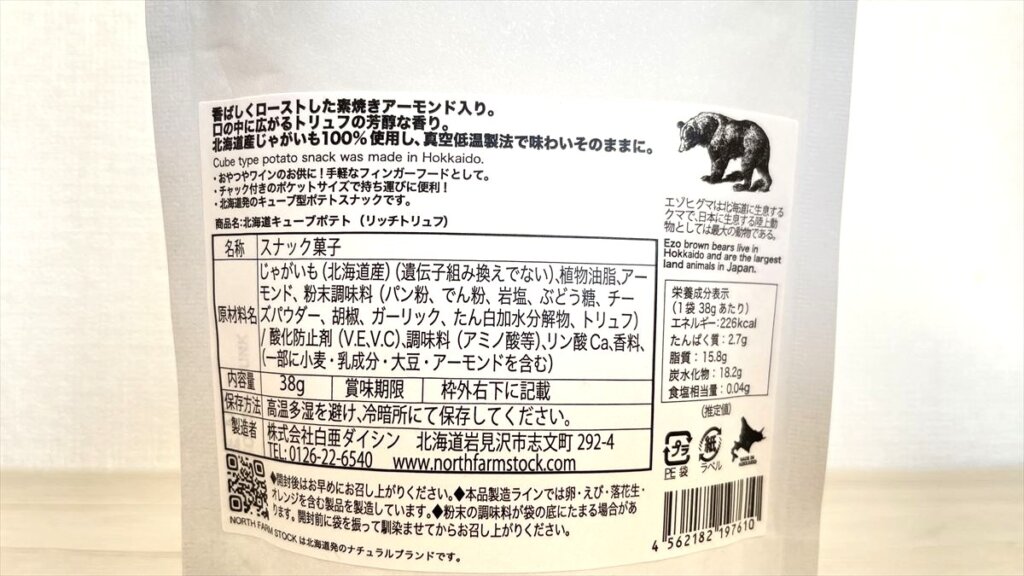 香ばしくローストした素焼きアーモンド入り。
口の中に広がるトリュフの芳醇な香り。
北海道産じゃがいも100%使用し、真空低温製法で味わいそのままに。
Cube type potato snack was made in Hokkaido.
・おやつやワインのお供に!手軽なフィンガーフードとして。
・チャック付きのポケットサイズで持ち運びに便利!
・北海道発のキューブ型ポテトスナックです。
商品名:北海道キューブポテト(リッチトリュフ)
名称 スナック菓子
原材料名 じゃがいも(北海道産)(遺伝子組み換えでない)、植物油脂、アー
モンド、粉末調味料(パン粉、でん粉、岩塩、ぶどう糖、チー
ズパウダー、胡椒、ガーリック、たん白加水分解物、トリュフ)
/酸化防止剤(V.E,V.C)、調味料(アミノ酸等)、リン酸Ca、香料、
(一部に小麦・乳成分・大豆・アーモンドを含む)
内容量 38g 賞味期限 枠外右下に記載
保存方法 高温多湿を避け、冷暗所にて保存してください。
製造者 株式会社白亜ダイシン 北海道岩見沢市志文町292-4
TEL:0126-22-6540 www.northfarmstock.com
◆開封後はお早めにお召し上がりください。◆本品製造ラインでは卵・えび・落花生・
オレンジを含む製品を製造しています。◆粉末の調味料が袋の底にたまる場合があ
ります。開封前に袋を振って馴染ませてからお召し上がりください。
NORTH FARM STOCK は北海道発のナチュラルブランドです。
エゾヒグマは北海道に生息する
クマで、日本に生息する陸上動
物としては最大の動物である。
Ezo brown bears live in
Hokkaido and are the largest
land animals in Japan.
栄養成分表示
(1袋 38gあたり)
エネルギー:226kcal
たんぱく質:2.7g
脂質:15.8g
炭水化物:18.2g
食塩相当量:0.04g
(推定値)
プラ 紙
PE 袋 ラベル
MADE IN HOKKAIDO
4 562182 197610